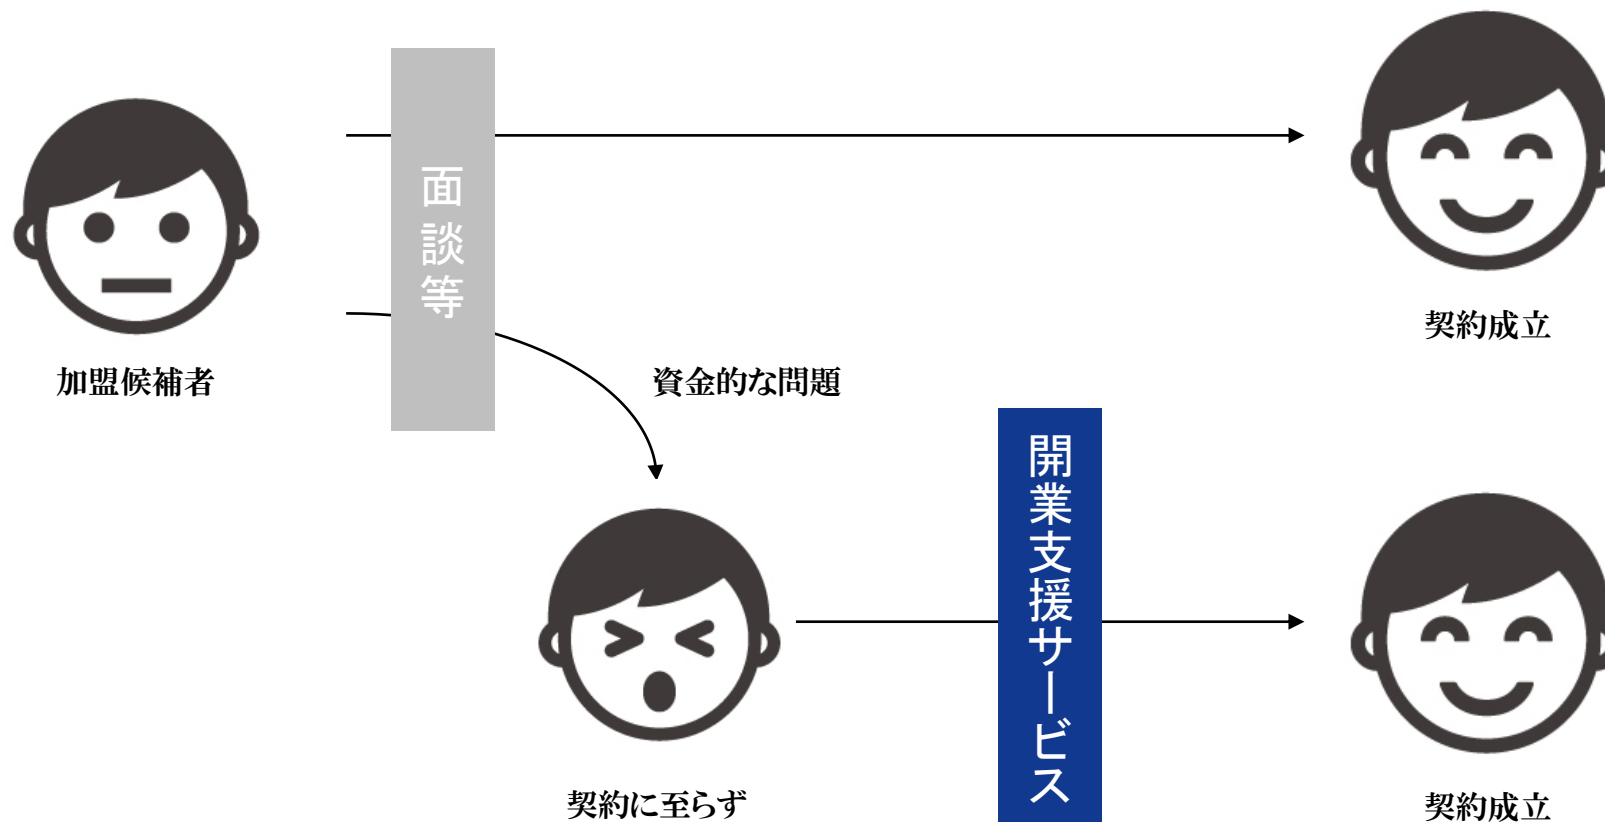 面談等
契約成立
加盟候補者
資金的な問題
開業支援サービス
契約に至らず
契約成立